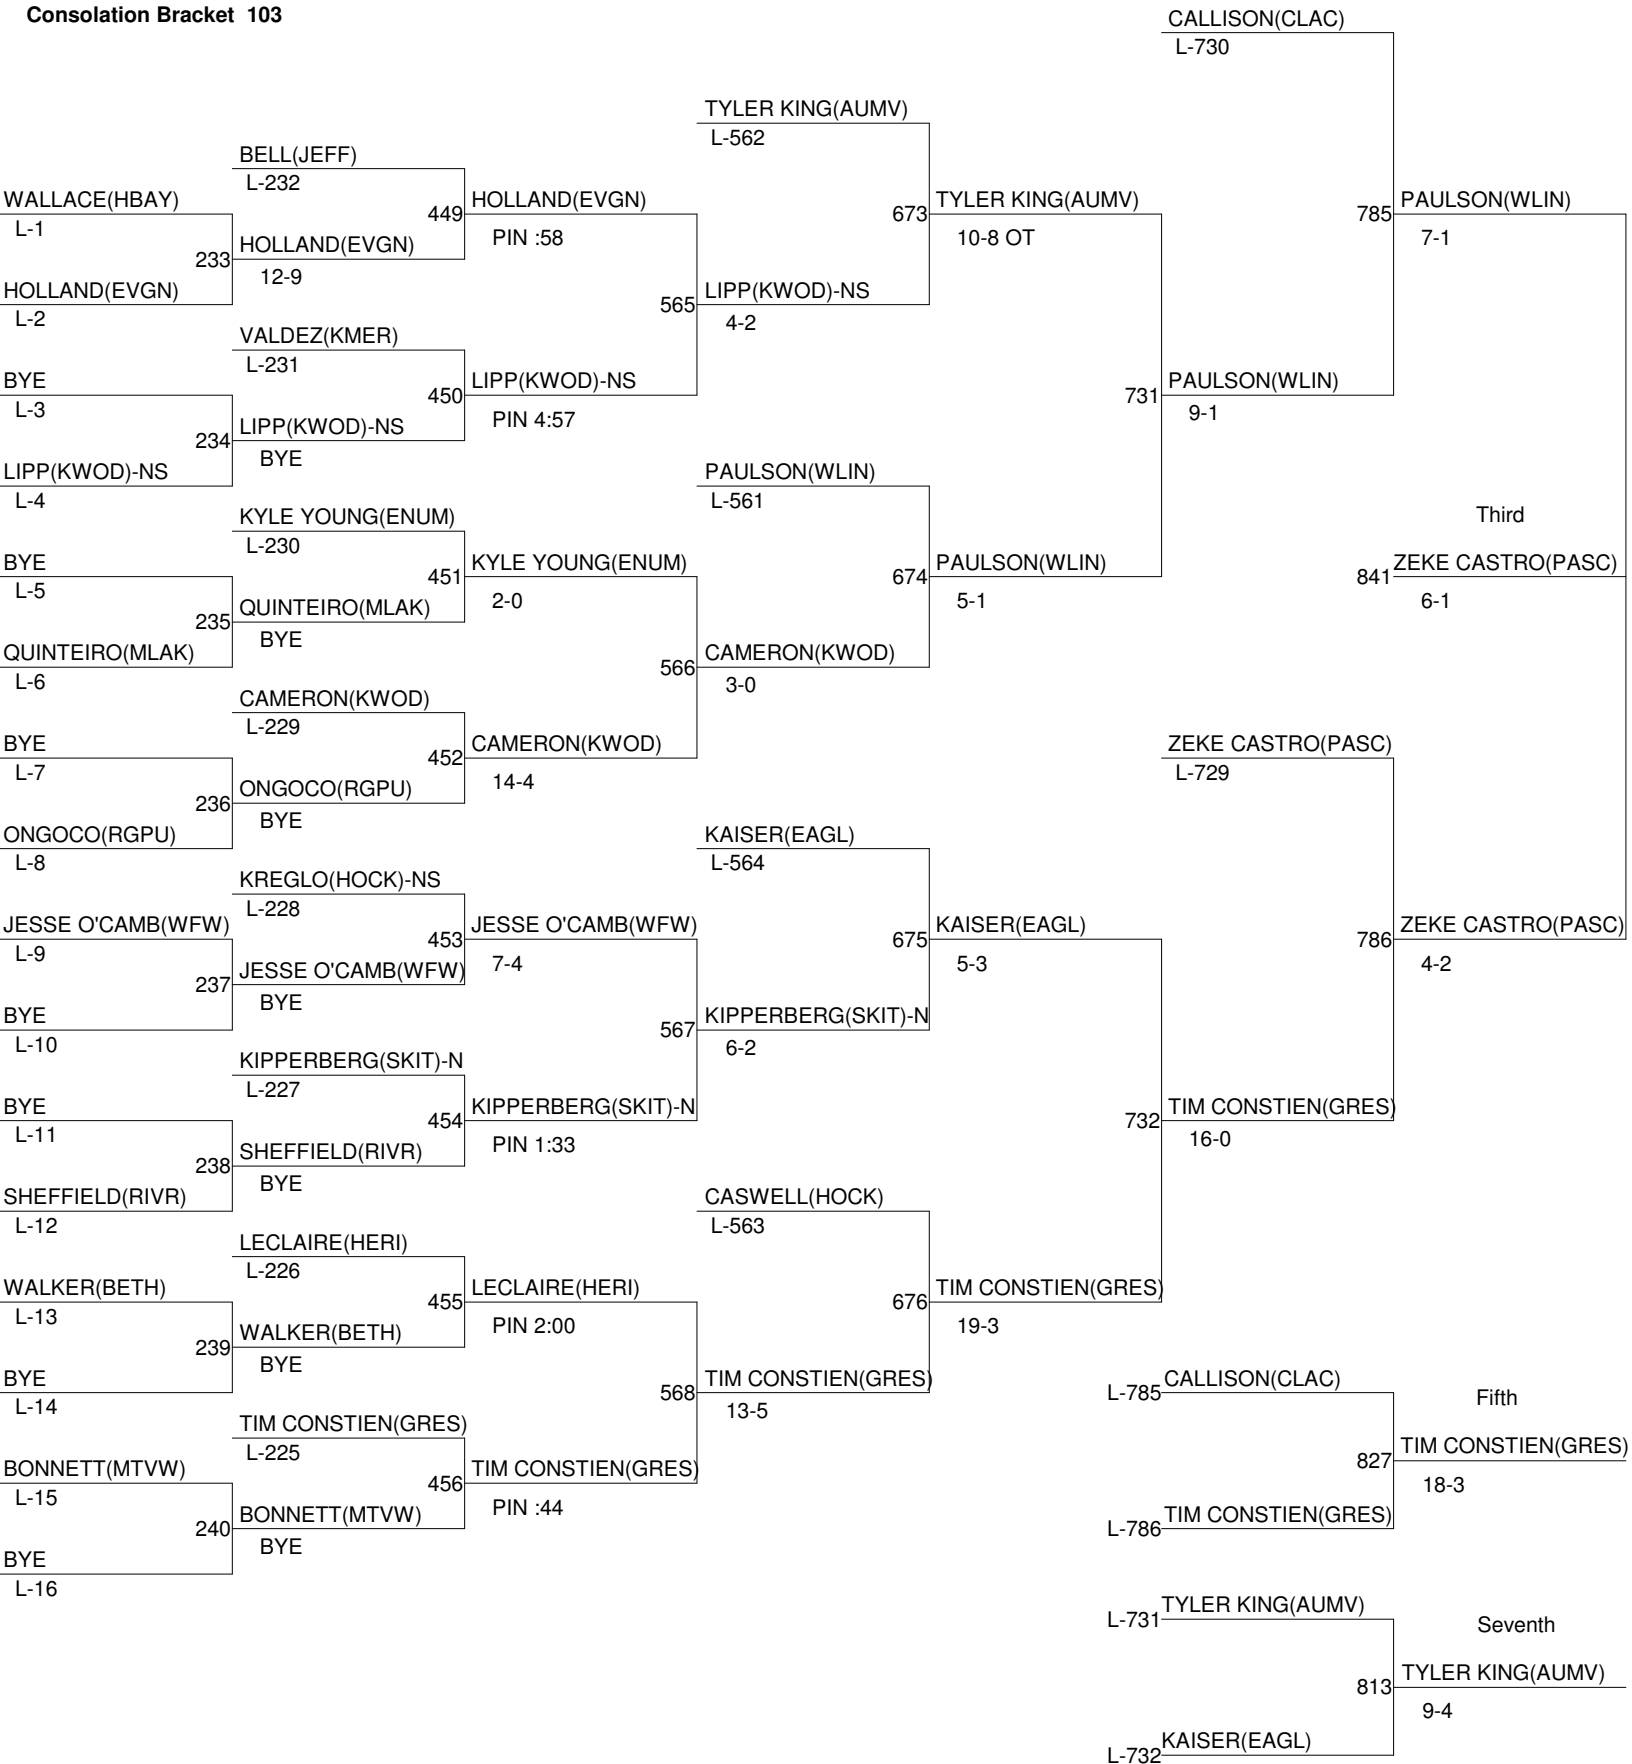 Consolation Bracket 103
WALLACE(HBAY)
L-1
HOLLAND(EVGN)
L-2
BYE
L-3
LIPP(KWOD)-NS
L-4
BYE
L-5
QUINTEIRO(MLAK)
L-6
BYE
L-7
ONGOCO(RGPU)
L-8
JESSE O'CAMB(WFW)
L-9
BYE
L-10
BYE
L-11
SHEFFIELD(RIVR)
L-12
WALKER(BETH)
L-13
BYE
L-14
BONNETT(MTVW)
L-15
BYE
L-16
BELL(JEFF)
L-232
233
HOLLAND(EVGN)
12-9
VALDEZ(KMER)
L-231
234
LIPP(KWOD)-NS
BYE
KYLE YOUNG(ENUM)
L-230
235
QUINTEIRO(MLAK)
BYE
CAMERON(KWOD)
L-229
236
ONGOCO(RGPU)
BYE
KREGLO(HOCK)-NS
L-228
237
JESSE O'CAMB(WFW)
BYE
KIPPERBERG(SKIT)-N
L-227
238
SHEFFIELD(RIVR)
BYE
LECLAIRE(HERI)
L-226
239
WALKER(BETH)
BYE
TIM CONSTIEN(GRES)
L-225
240
BONNETT(MTVW)
BYE
449
HOLLAND(EVGN)
PIN :58
450
LIPP(KWOD)-NS
PIN 4:57
451
KYLE YOUNG(ENUM)
2-0
452
CAMERON(KWOD)
14-4
453
JESSE O'CAMB(WFW)
7-4
454
KIPPERBERG(SKIT)-N
PIN 1:33
455
LECLAIRE(HERI)
PIN 2:00
456
TIM CONSTIEN(GRES)
PIN :44
TYLER KING(AUMV)
L-562
565
LIPP(KWOD)-NS
4-2
PAULSON(WLIN)
L-561
566
CAMERON(KWOD)
3-0
KAISER(EAGL)
L-564
567
KIPPERBERG(SKIT)-N
6-2
CASWELL(HOCK)
L-563
568
TIM CONSTIEN(GRES)
13-5
673
TYLER KING(AUMV)
10-8 OT
674
PAULSON(WLIN)
5-1
675
KAISER(EAGL)
5-3
676
TIM CONSTIEN(GRES)
19-3
CALLISON(CLAC)
L-730
731
PAULSON(WLIN)
9-1
ZEKE CASTRO(PASC)
L-729
732
TIM CONSTIEN(GRES)
16-0
785
PAULSON(WLIN)
7-1
Third
841
ZEKE CASTRO(PASC)
6-1
786
ZEKE CASTRO(PASC)
4-2
L-785
CALLISON(CLAC)
Fifth
827
TIM CONSTIEN(GRES)
18-3
L-786
TIM CONSTIEN(GRES)
L-731
TYLER KING(AUMV)
Seventh
813
TYLER KING(AUMV)
9-4
L-732
KAISER(EAGL)